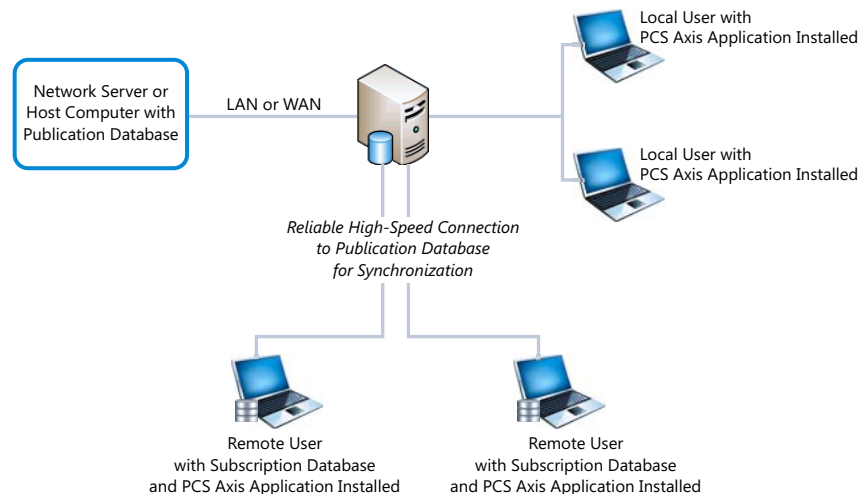 Local User with
PCS Axis Application Installed
Network Server or
Host Computer with
Publication Database
LAN or WAN
Local User with
PCS Axis Application Installed
Reliable High-Speed Connection
to Publication Database
for Synchronization
Remote User
with Subscription Database
and PCS Axis Application Installed
Remote User
with Subscription Database
and PCS Axis Application Installed